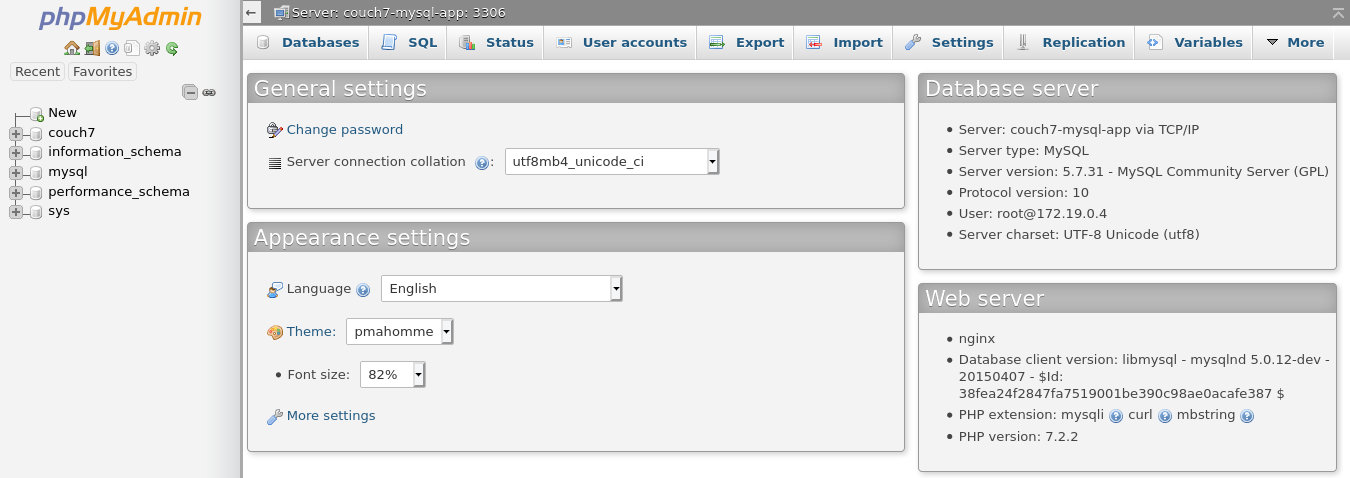 phpMyAdmin
Recent Favorites
New
couch7
information_schema
mysql
performance_schema
sys
Server: couch7-mysql-app: 3306
Databases SQL Status User accounts Export Import Settings Replication Variables More
General settings
Change password
Server connection collation : utf8mb4_unicode_ci
Appearance settings
Language English
Theme: pmahomme
• Font size: 82%
More settings
Database server
• Server: couch7-mysql-app via TCP/IP
• Server type: MySQL
• Server version: 5.7.31 - MySQL Community Server (GPL)
• Protocol version: 10
• User: root@172.19.0.4
• Server charset: UTF-8 Unicode (utf8)
Web server
• nginx
• Database client version: libmysql - mysqlnd 5.0.12-dev -
20150407 - $Id:
38fea24f2847fa7519001be390c98ae0acafe387 $
• PHP extension: mysqli curl mbstring
• PHP version: 7.2.2